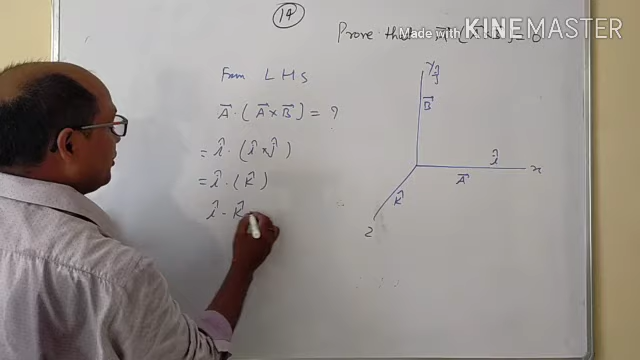 14
Prove that A⃗·(A⃗×B⃗)=0
Made with KINEMASTER
From LHS
A⃗·(A⃗×B⃗)=?
=î·(î×ĵ)
=î·(k̂)
î·k̂=
y ĵ
B⃗
î
x
A⃗
k̂
z